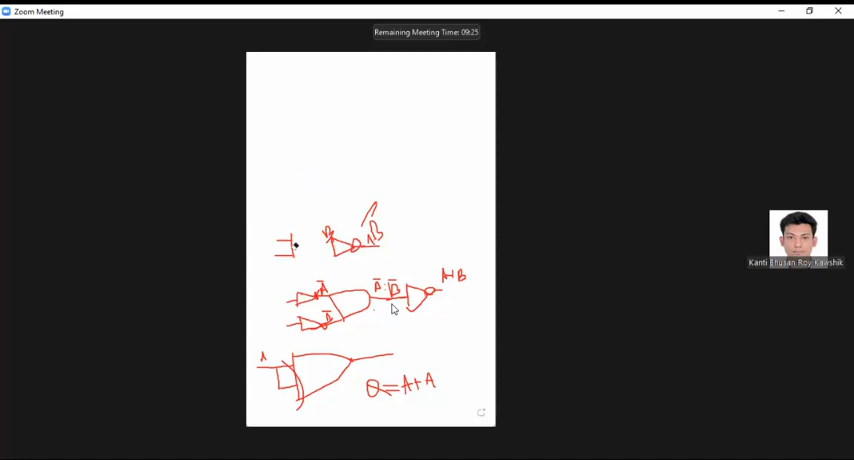 Zoom Meeting
Remaining Meeting Time: 09:25
B
Ā
Ā · B̄
A+B
B̄
A
Q = A + A
Kanti Bhusan Roy Kawshik